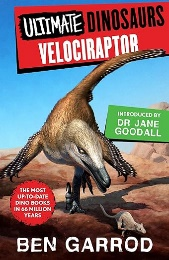 ULTIMATE DINOSAURS
VELOCIRAPTOR
INTRODUCED BY
DR JANE
GOODALL
THE MOST
UP-TO-DATE
DINO BOOKS
IN 66 MILLION
YEARS
BEN GARROD